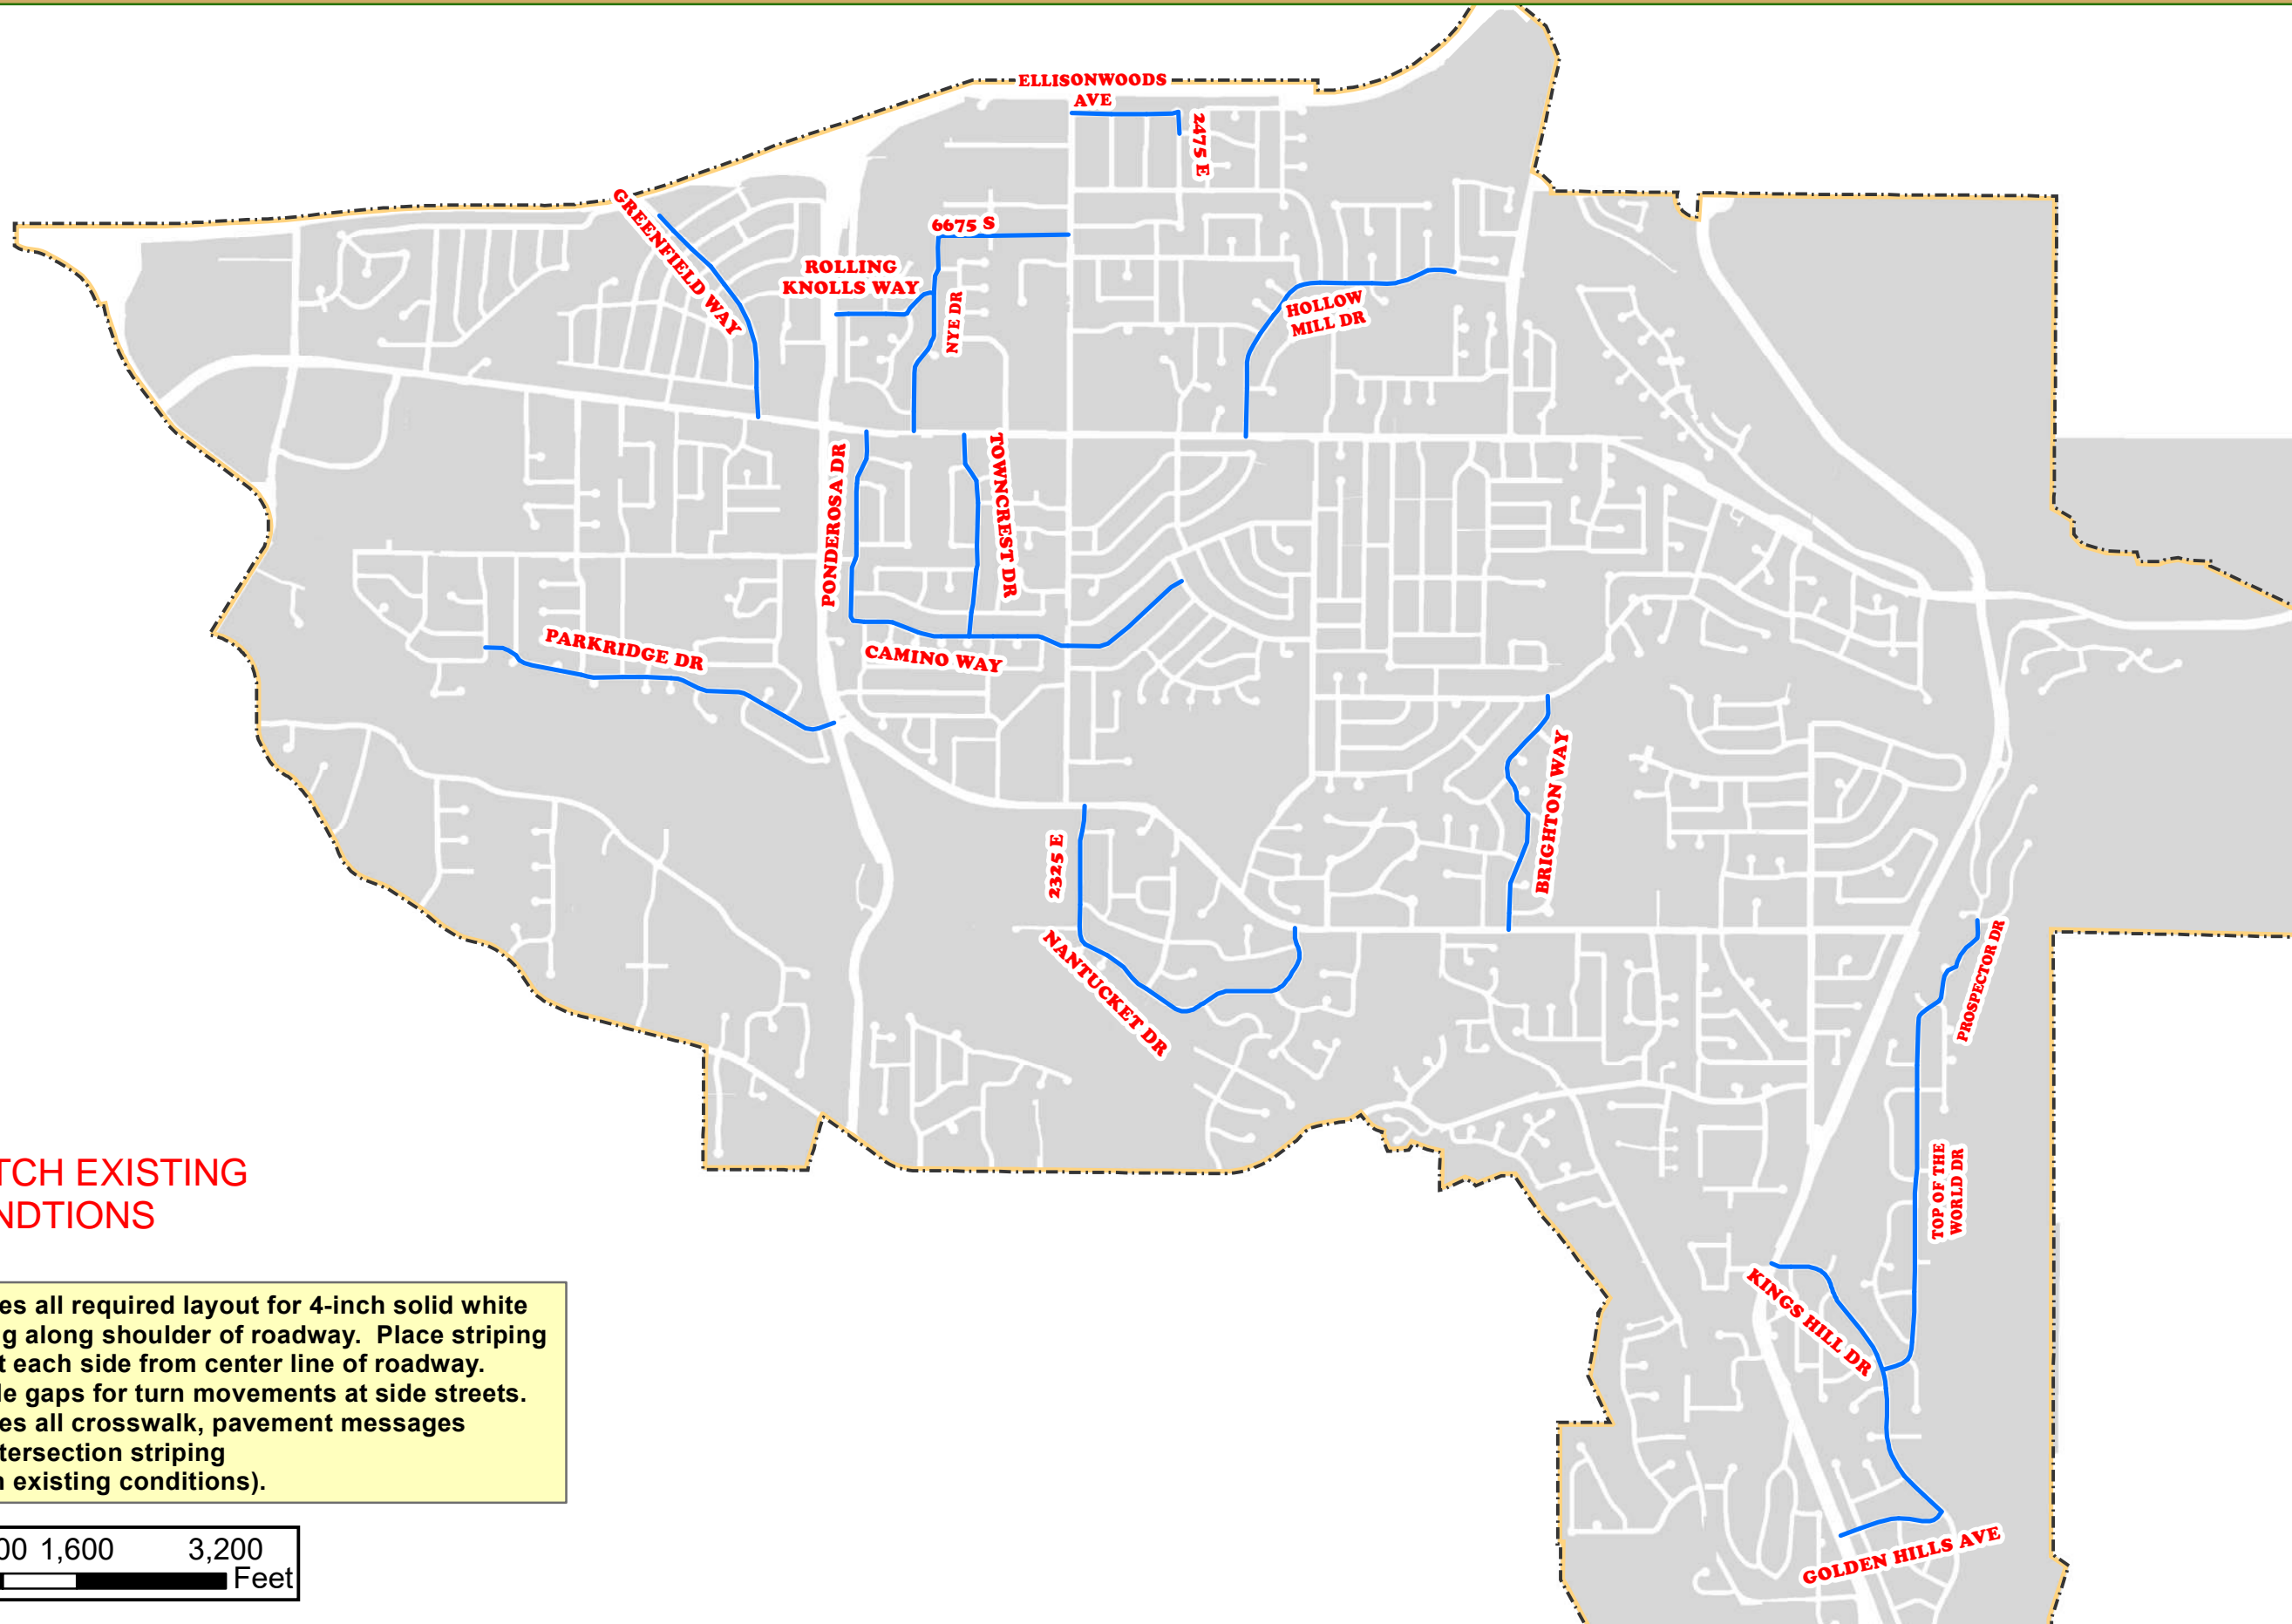 ELLISONWOODS
AVE
2475 E
GREENFIELD WAY
6675 S
ROLLING
KNOLLS WAY
NYE DR
HOLLOW
MILL DR
PONDEROSA DR
TOWNCREST DR
PARKRIDGE DR
CAMINO WAY
BRIGHTON WAY
2325 E
NANTUCKET DR
PROSPECTOR DR
TOP OF THE
WORLD DR
KINGS HILL DR
GOLDEN HILLS AVE
TCH EXISTING
NDTIONS
es all required layout for 4-inch solid white
g along shoulder of roadway. Place striping
t each side from center line of roadway.
le gaps for turn movements at side streets.
es all crosswalk, pavement messages
tersection striping
n existing conditions).
00 1,600 3,200
Feet